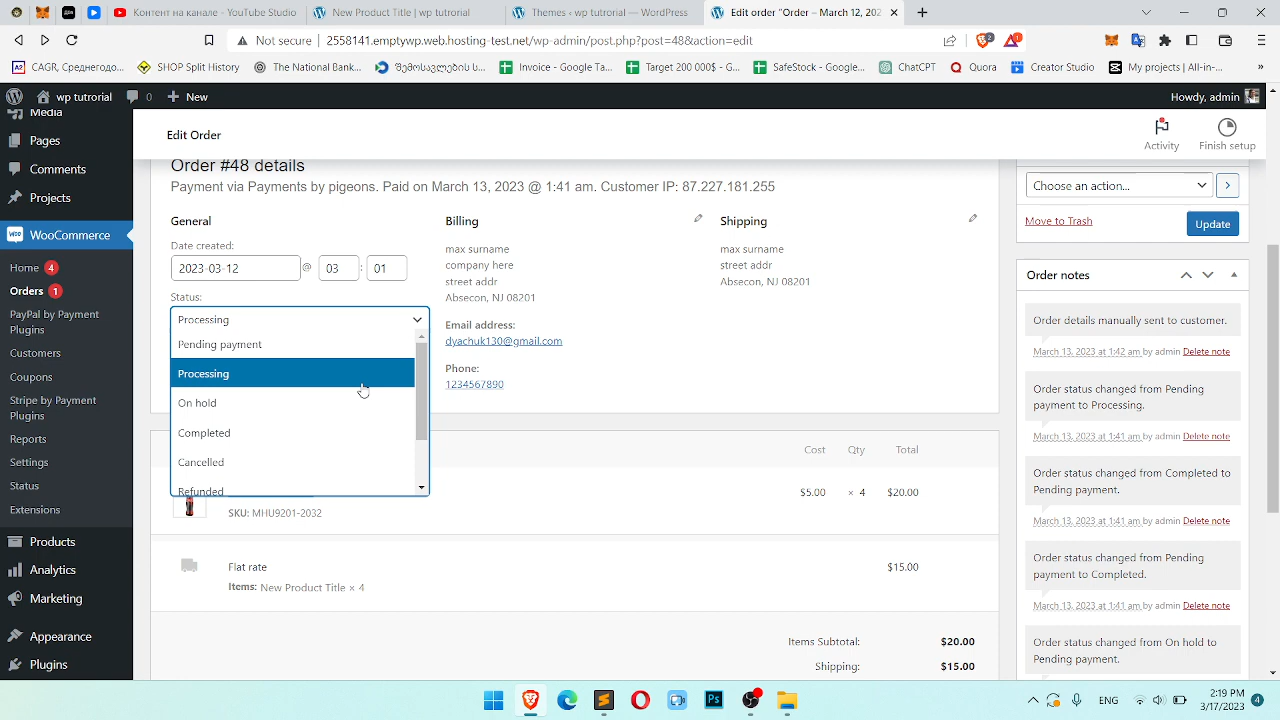 Контент на канале - YouTube Studio
New Product Title | wp tutorial
Themes ‹ wp tutorial — WordPress
Edit order "Order – March 12, 202
Not secure
2558141.emptywp.web.hosting-test.net/wp-admin/post.php?post=48&action=edit
2
1
CAGR, Среднегодо...
SHOP Split History
The National Bank...
Invoice - Google Ta...
Target 200 000$ - G...
SafeStock - Google...
ChatCPT
Quora
Creator Studio
My projects | All-in-...
»
wp tutorial
0
New
Howdy, admin
Media
Pages
Comments
Projects
WooCommerce
Home 4
Orders 1
PayPal by Payment
Plugins
Customers
Coupons
Stripe by Payment
Plugins
Reports
Settings
Status
Extensions
Products
Analytics
Marketing
Appearance
Plugins
Edit Order
Activity
Finish setup
Order #48 details
Payment via Payments by pigeons. Paid on March 13, 2023 @ 1:41 am. Customer IP: 87.227.181.255
General
Date created:
2023-03-12
@
03
:
01
Status:
Processing
Pending payment
Processing
On hold
Completed
Cancelled
Refunded
Billing
max surname
company here
street addr
Absecon, NJ 08201
Email address:
dyachuk130@gmail.com
Phone:
1234567890
Shipping
max surname
street addr
Absecon, NJ 08201
Cost
Qty
Total
$5.00
× 4
$20.00
SKU: MHU9201-2032
Flat rate
$15.00
Items: New Product Title × 4
Items Subtotal:
$20.00
Shipping:
$15.00
Choose an action...
Move to Trash
Update
Order notes
Order details manually sent to customer.
March 13, 2023 at 1:42 am by admin Delete note
Order status changed from Pending
payment to Processing.
March 13, 2023 at 1:41 am by admin Delete note
Order status changed from Completed to
Pending payment.
March 13, 2023 at 1:41 am by admin Delete note
Order status changed from Pending
payment to Completed.
March 13, 2023 at 1:41 am by admin Delete note
Order status changed from On hold to
Pending payment.
Ps
ENG
2:19 PM
3/17/2023
4